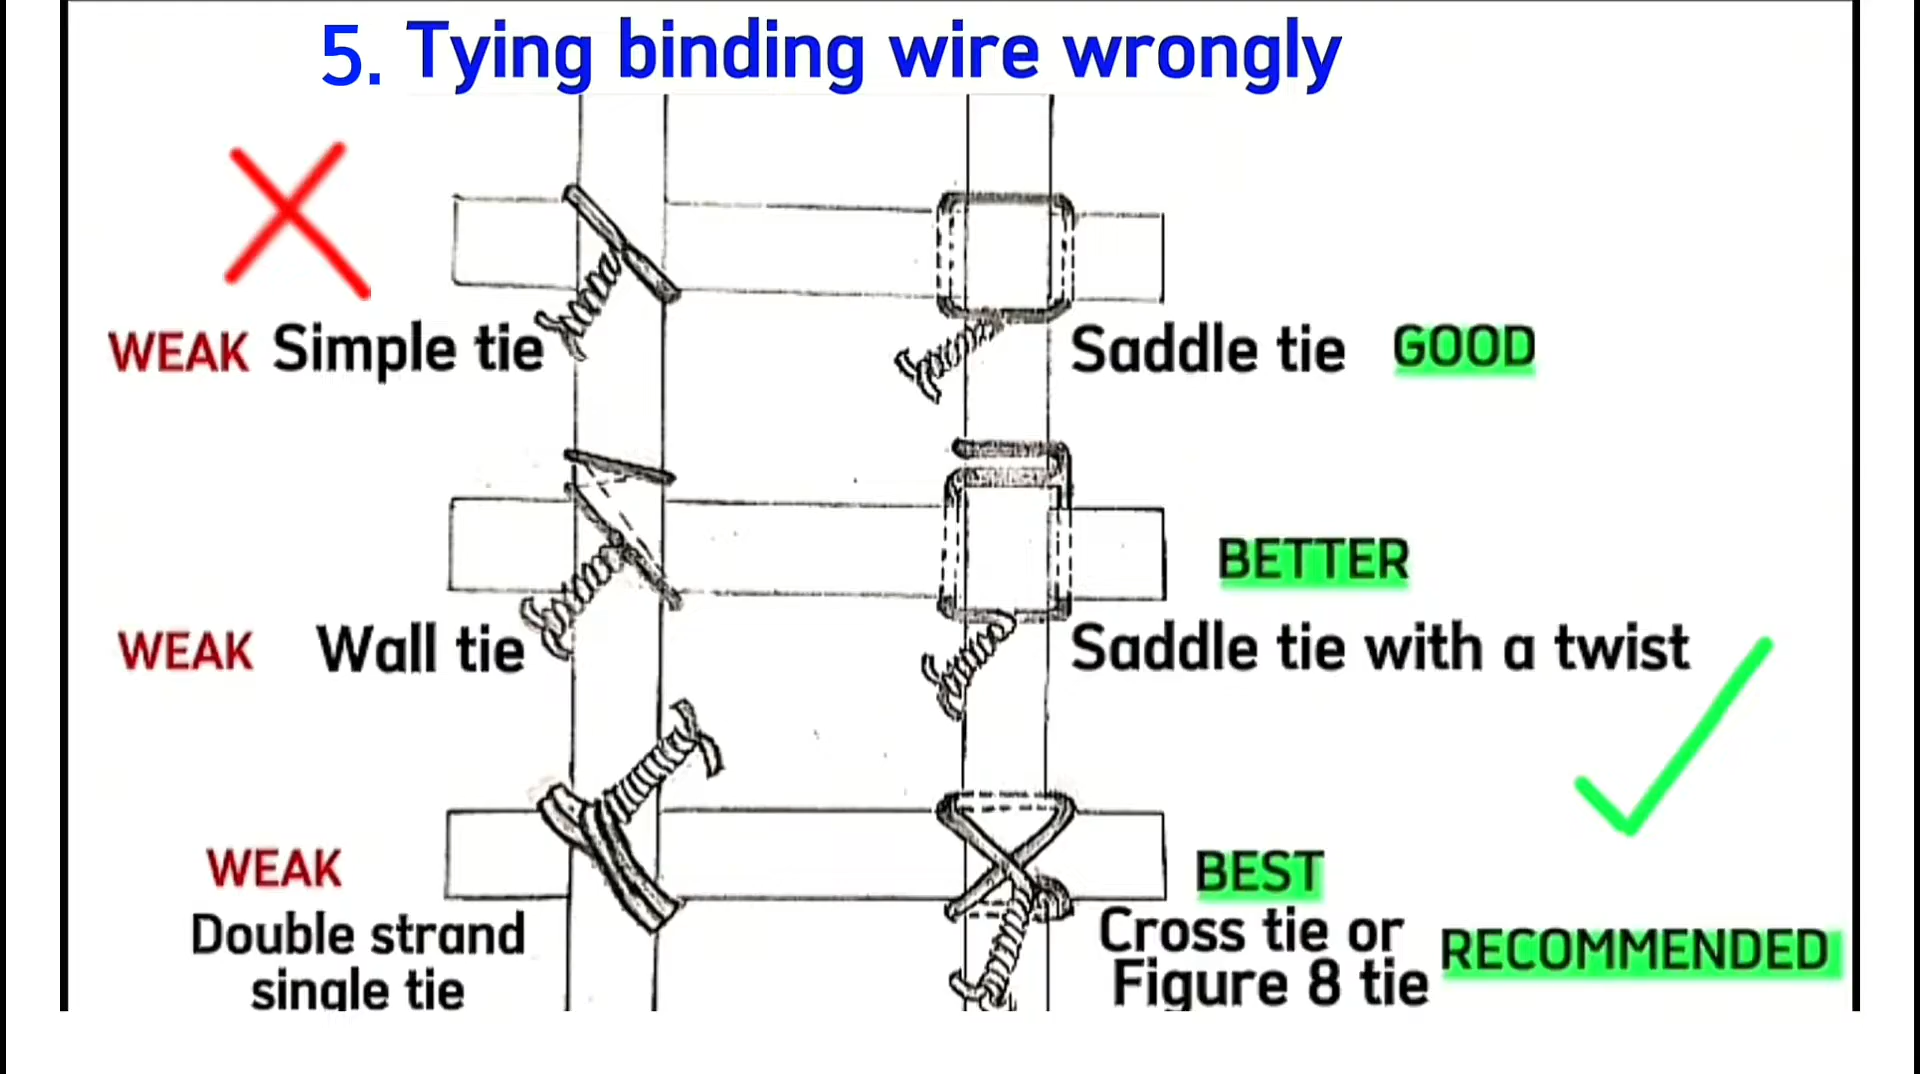 5. Tying binding wire wrongly
WEAK Simple tie
Saddle tie GOOD
BETTER
WEAK Wall tie
Saddle tie with a twist
WEAK
Double strand
single tie
BEST
Cross tie or
Figure 8 tie
RECOMMENDED